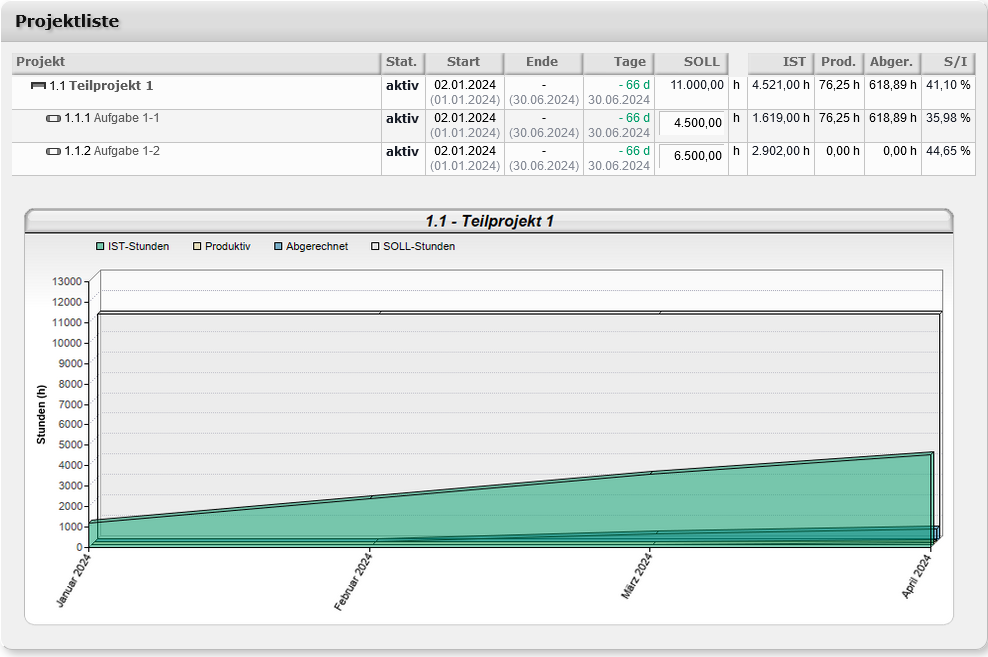 Projektliste
Projekt Stat. Start Ende Tage SOLL IST Prod. Abger. S/I
1.1 Teilprojekt 1 aktiv 02.01.2024 - - 66 d 11.000,00 h 4.521,00 h 76,25 h 618,89 h 41,10 %
(01.01.2024) (30.06.2024) 30.06.2024
1.1.1 Aufgabe 1-1 aktiv 02.01.2024 - - 66 d 4.500,00 h 1.619,00 h 76,25 h 618,89 h 35,98 %
(01.01.2024) (30.06.2024) 30.06.2024
1.1.2 Aufgabe 1-2 aktiv 02.01.2024 - - 66 d 6.500,00 h 2.902,00 h 0,00 h 0,00 h 44,65 %
(01.01.2024) (30.06.2024) 30.06.2024
1.1 - Teilprojekt 1
IST-Stunden Produktiv Abgerechnet SOLL-Stunden
13000
12000
11000
10000
9000
8000
7000
6000
5000
4000
3000
2000
1000
0
Stunden (h)
Januar 2024 Februar 2024 März 2024 April 2024